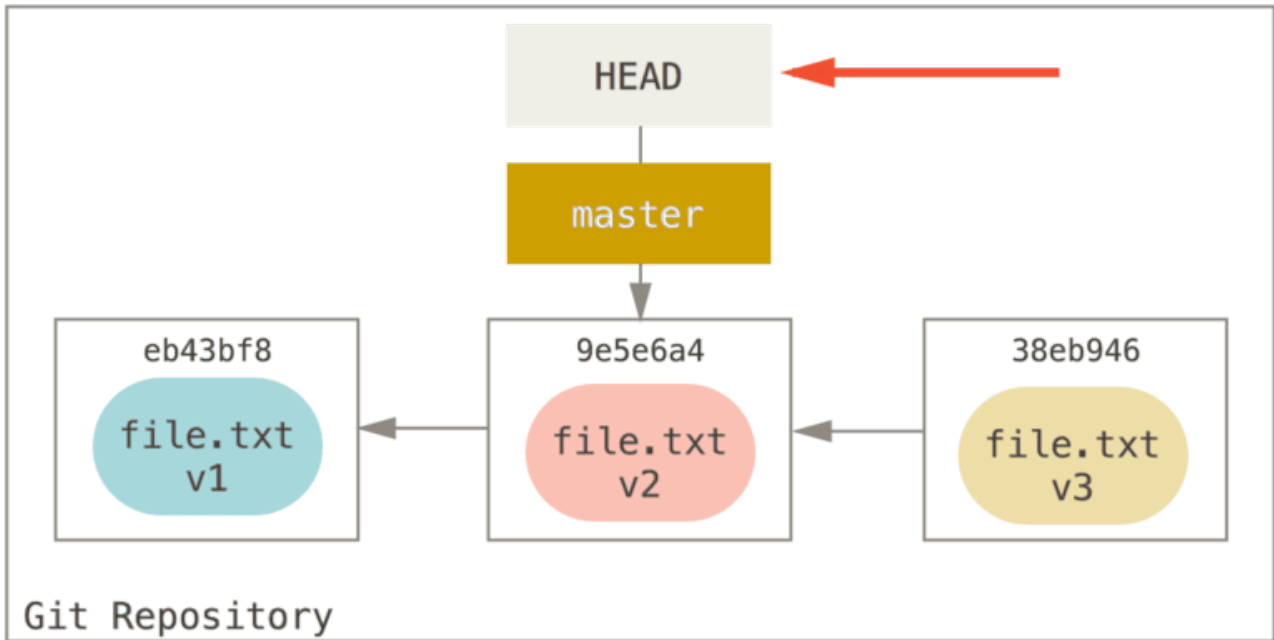 HEAD
master
eb43bf8
file.txt
v1
9e5e6a4
file.txt
v2
38eb946
file.txt
v3
Git Repository